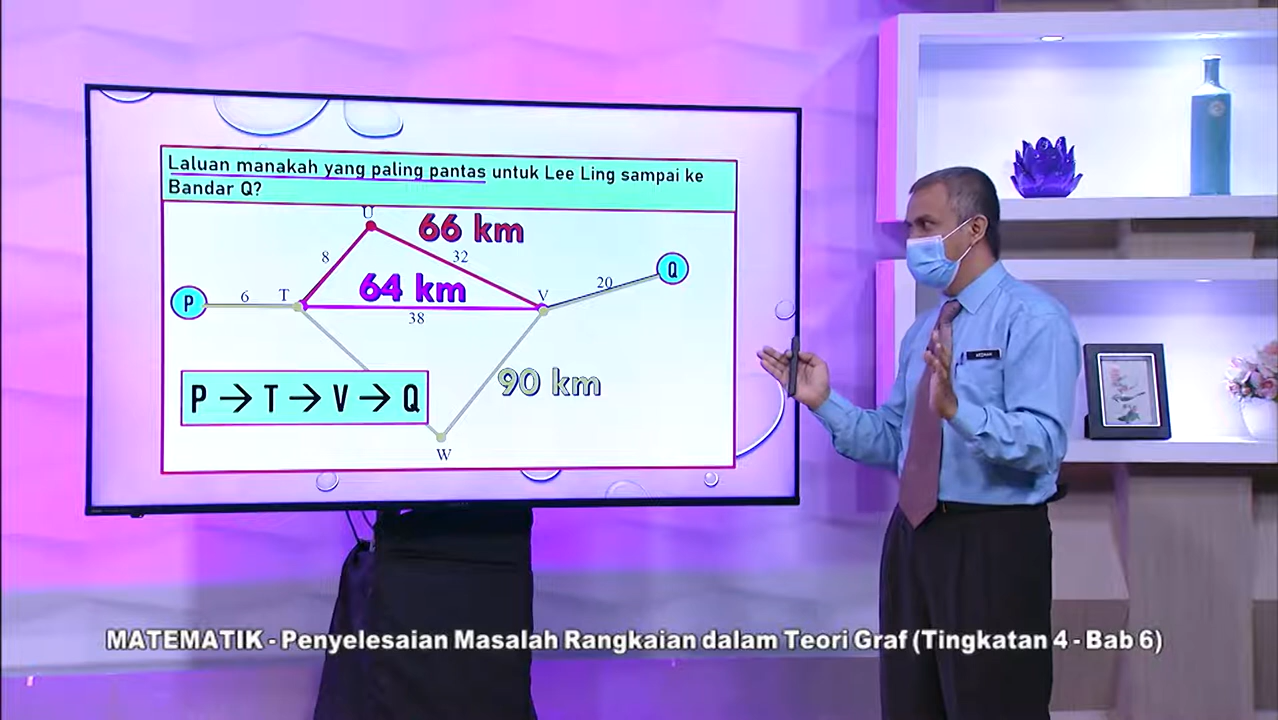 Laluan manakah yang paling pantas untuk Lee Ling sampai ke
Bandar Q?
U
66 km
8
32
64 km
Q
20
P
6
T
V
38
90 km
P → T → V → Q
W
MATEMATIK - Penyelesaian Masalah Rangkaian dalam Teori Graf (Tingkatan 4 - Bab 6)